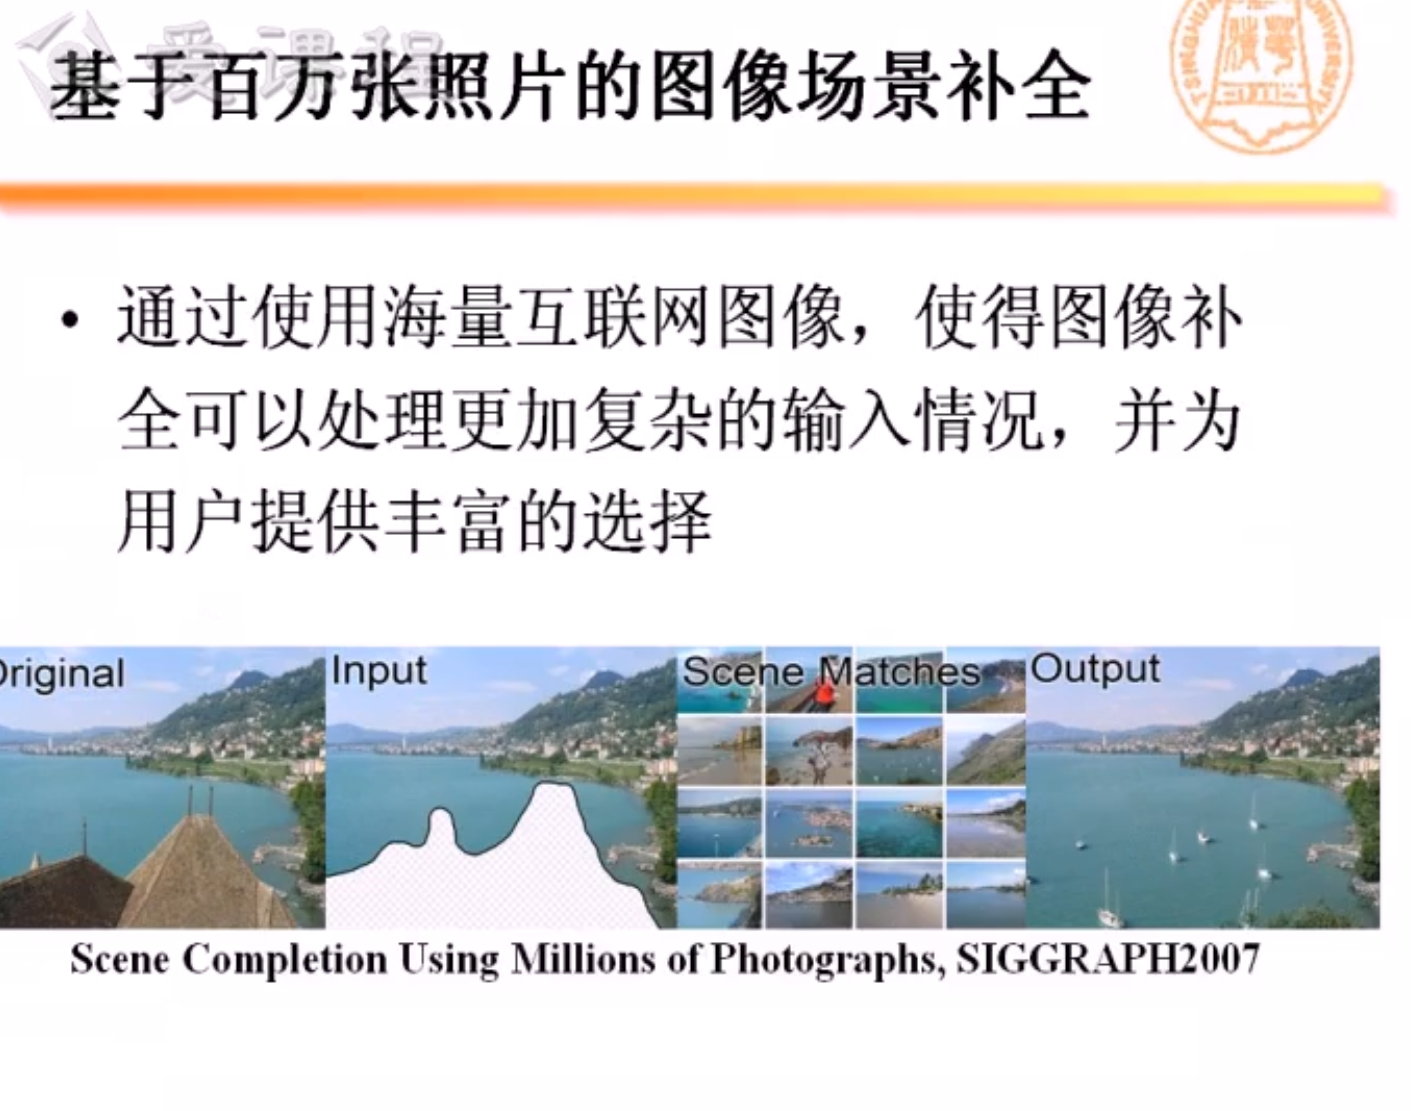 爱课程
基于百万张照片的图像场景补全
TSINGHUA UNIVERSITY
• 通过使用海量互联网图像，使得图像补
全可以处理更加复杂的输入情况，并为
用户提供丰富的选择
Original
Input
Scene Matches
Output
Scene Completion Using Millions of Photographs, SIGGRAPH2007